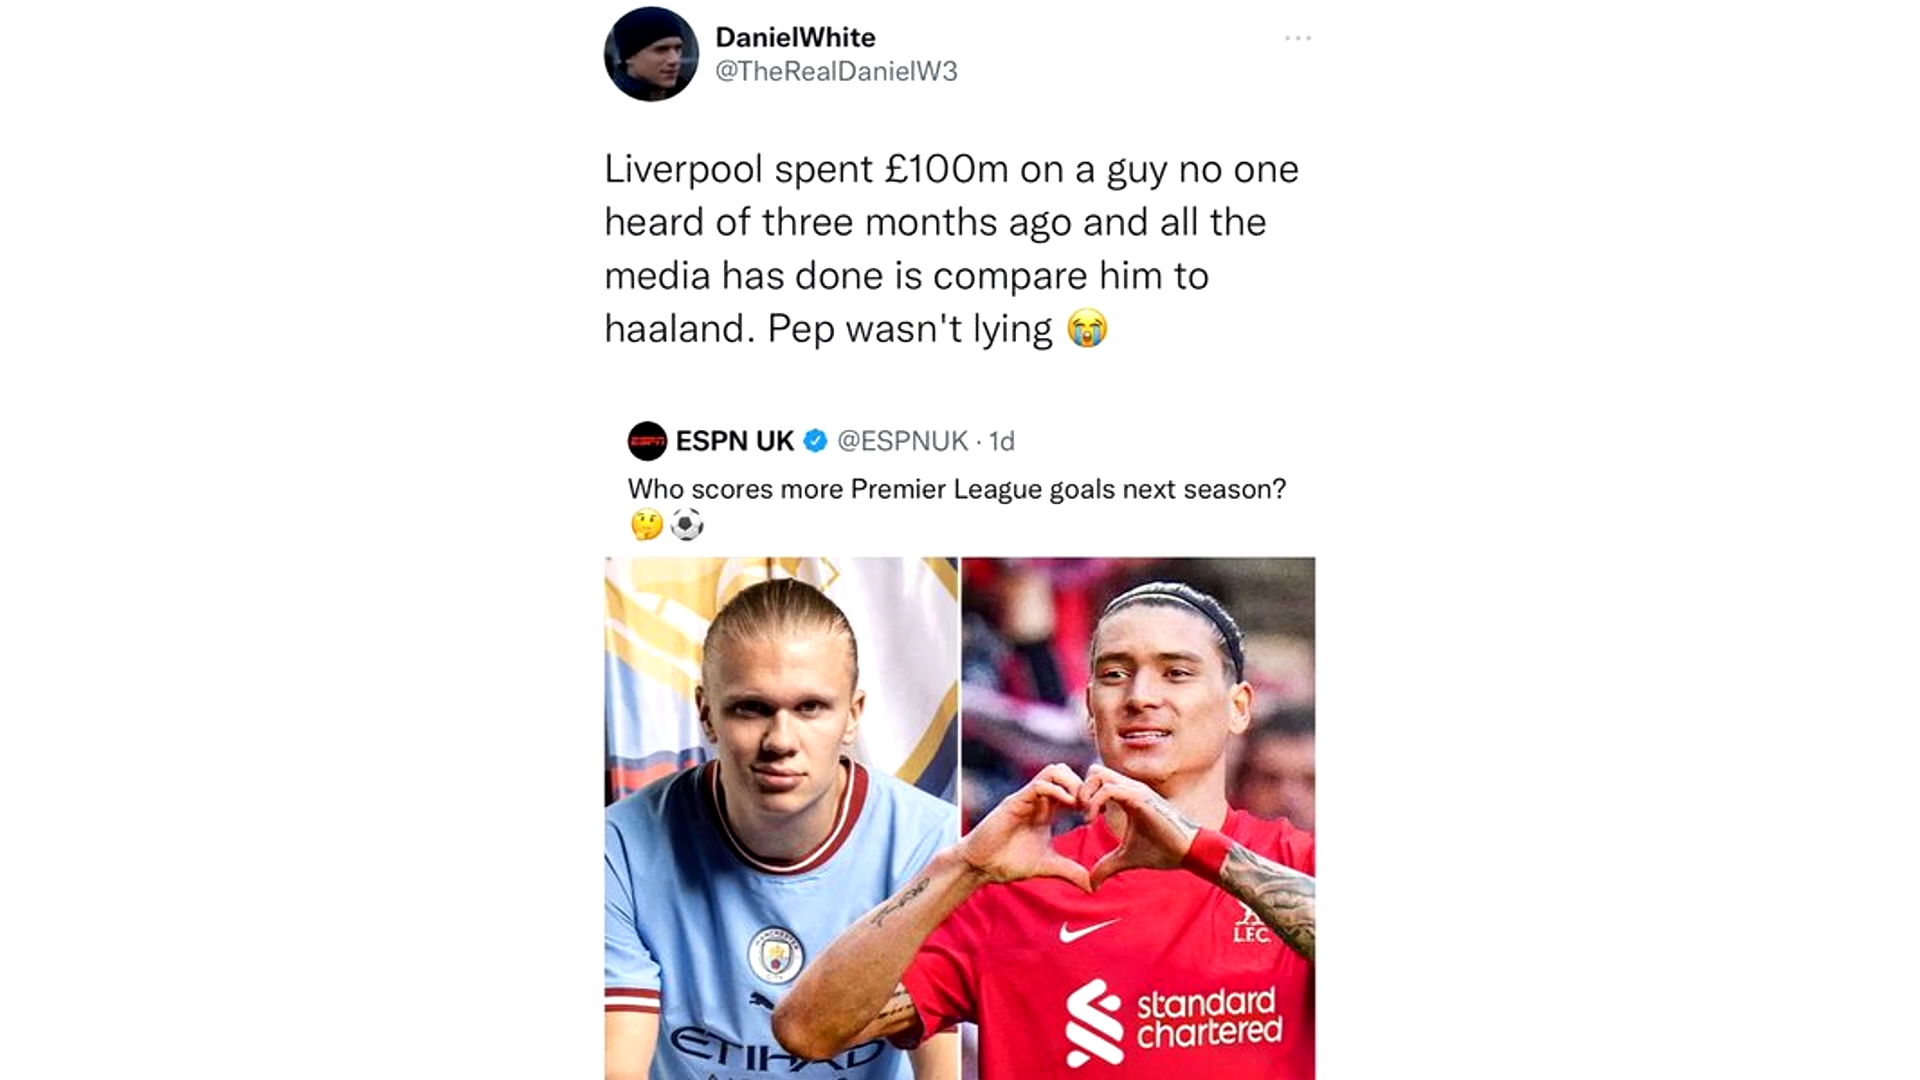 DanielWhite
@TheRealDanielW3
Liverpool spent £100m on a guy no one
heard of three months ago and all the
media has done is compare him to
haaland. Pep wasn't lying 😭
ESPN UK @ESPNUK · 1d
Who scores more Premier League goals next season?
🤔⚽
MANCHESTER
CITY
ETIHAD
L.F.C.
standard
chartered